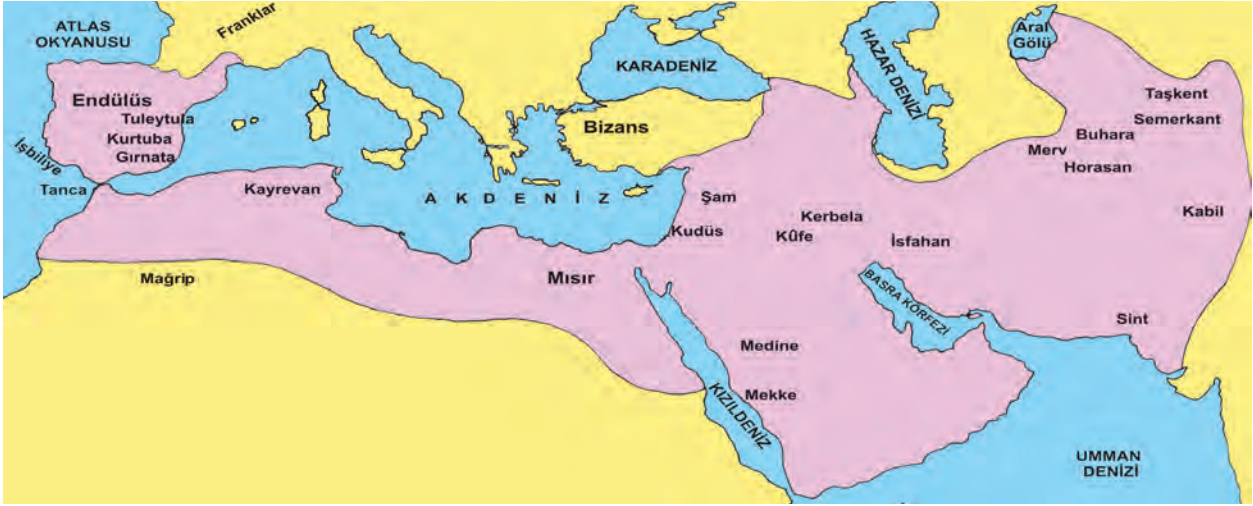 ATLAS
OKYANUSU
Franklar
Endülüs
Tuleytula
Kurtuba
Gırnata
İşbiliye
Tanca
Kayrevan
Mağrip
KARADENİZ
Bizans
AKDENİZ
HAZAR DENİZİ
Aral
Gölü
Taşkent
Semerkant
Buhara
Merv
Horasan
Kabil
Şam
Kudüs
Kerbela
Kûfe
İsfahan
Mısır
BASRA KÖRFEZİ
Sint
Medine
Mekke
KIZILDENİZ
UMMAN
DENİZİ